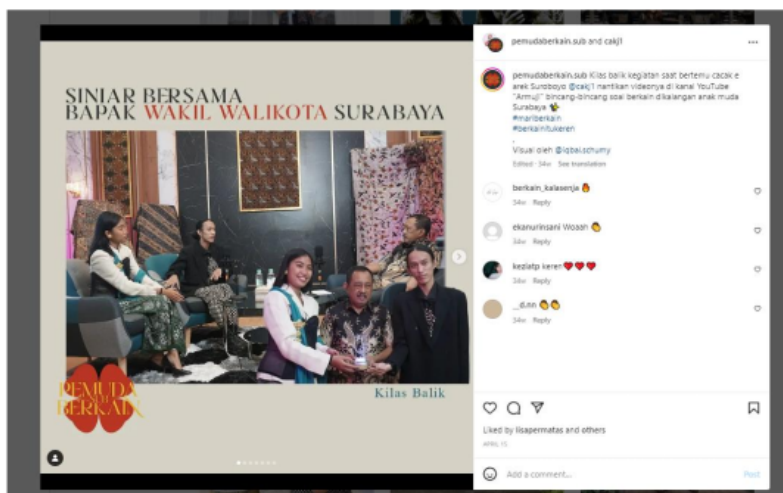 SINIAR BERSAMA
BAPAK WAKIL WALIKOTA SURABAYA
Kilas Balik
PEMUDA
BERKAIN
pemudaberkain.sub and cakj1
pemudaberkain.sub Kilas balik kegiatan saat bertemu cacak e
arek Suroboyo @cakj1 nantikan videonya di kanal YouTube
"Armuji" bincang-bincang soal berkain dikalangan anak muda
Surabaya
#mariberkain
#berkainitukeren
.
Visual oleh @iqbal.schumy
Edited · 34w See translation
berkain_kalasenja
34w Reply
ekanurinsani Woaah
34w Reply
keziatp keren
34w Reply
__d.nn
34w Reply
Liked by lisapermatas and others
APRIL 15
Add a comment...
Post